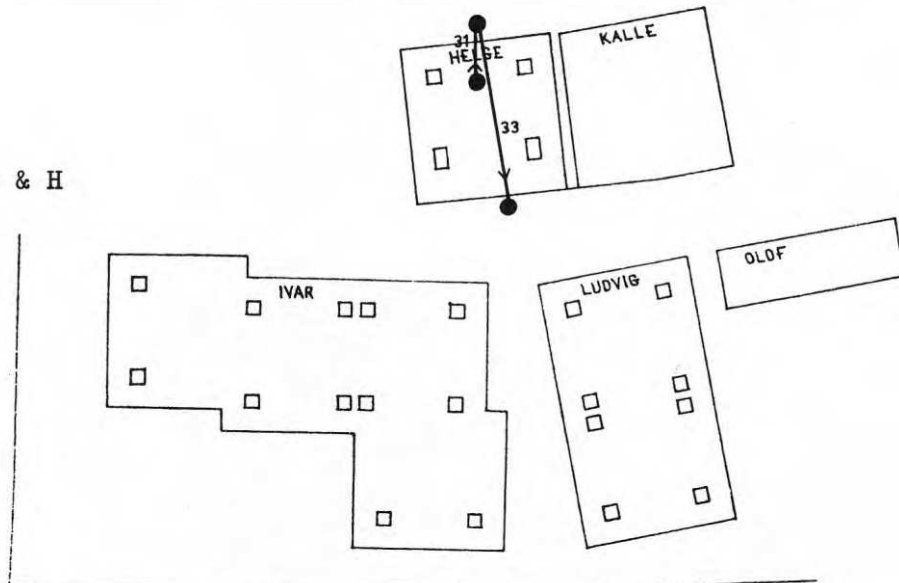 31
HELGE
KALLE
33
& H
OLOF
LUDVIG
IVAR